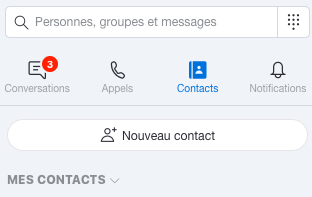 Personnes, groupes et messages
3
Conversations Appels Contacts Notifications
Nouveau contact
MES CONTACTS